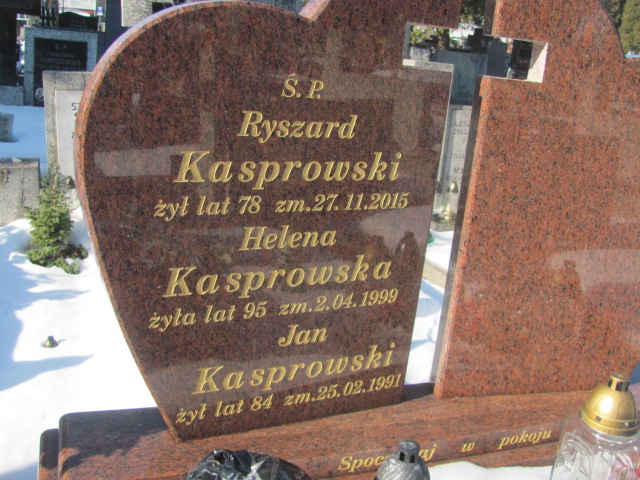 Ś. P.
Ryszard
Kasprowski
żył lat 78 zm.27.11.2015
Helena
Kasprowska
żyła lat 95 zm.2.04.1999
Jan
Kasprowski
żył lat 84 zm.25.02.1991
w pokoju